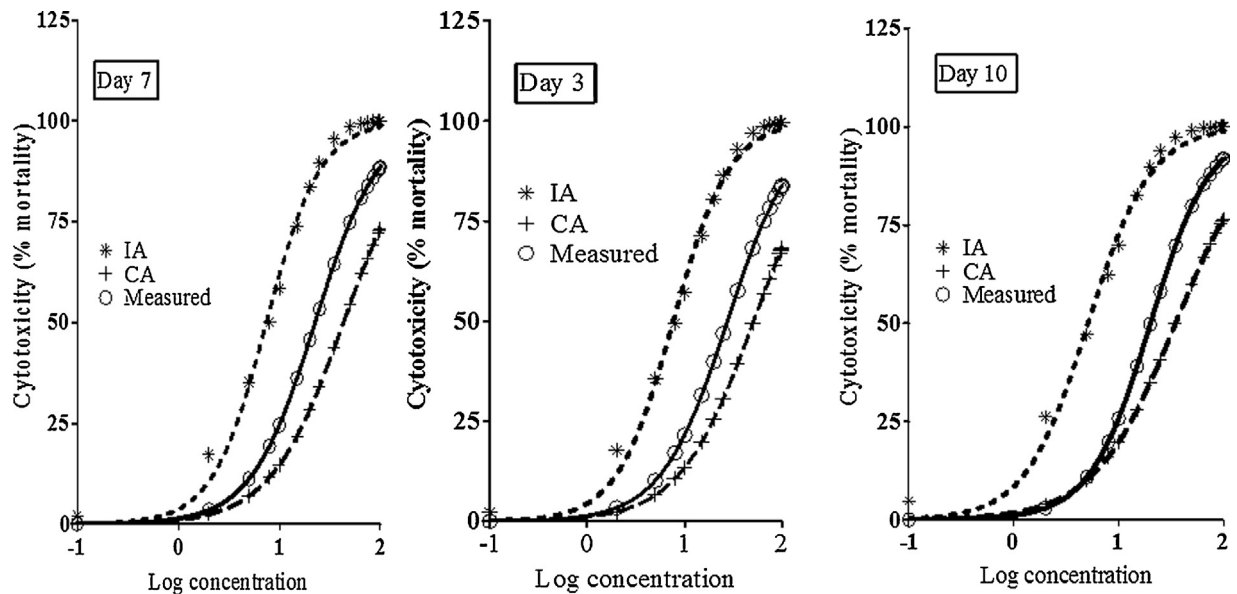 125
100
75
50
25
0
Cytotoxicity (% mortality)
Day 7
IA
CA
Measured
-1 0 1 2
Log concentration
125
100
75
50
25
0
Cytotoxicity (% mortality)
Day 3
IA
CA
Measured
-1 0 1 2
Log concentration
125
100
75
50
25
0
Cytotoxicity (% mortality)
Day 10
IA
CA
Measured
-1 0 1 2
Log concentration